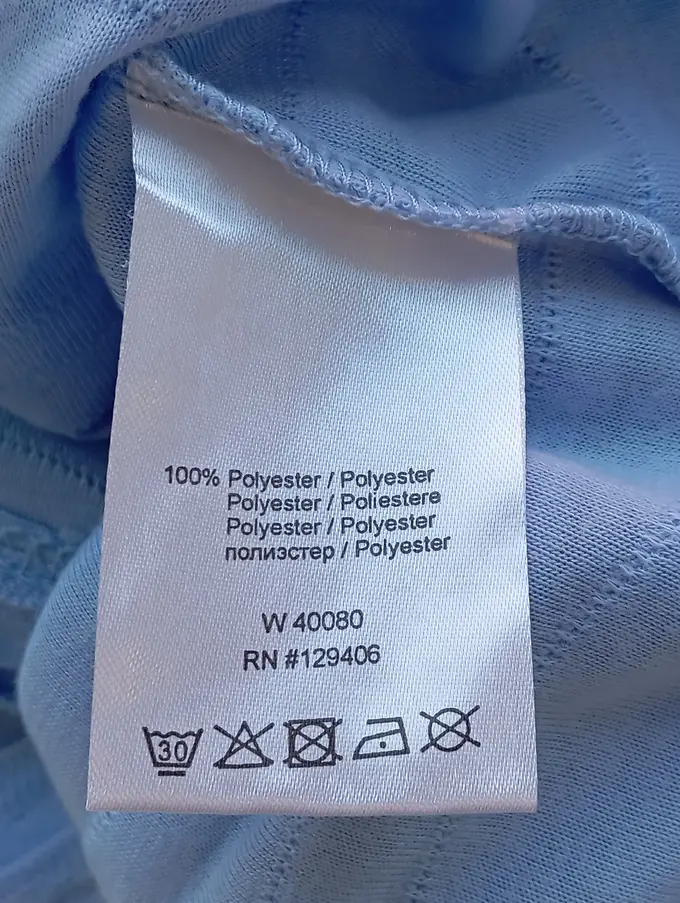 100% Polyester / Polyester
Polyester / Poliestere
Polyester / Polyester
полиэстер / Polyester
W 40080
RN #129406
30